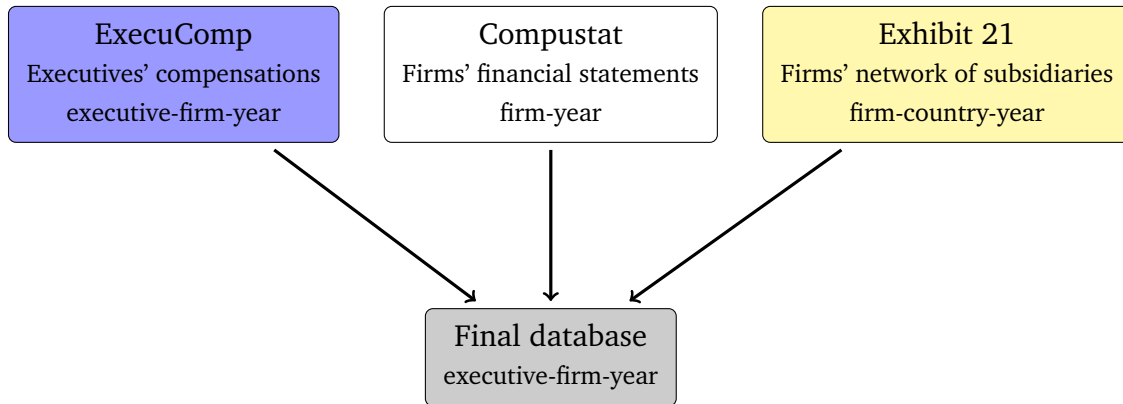 ExecuComp
Executives’ compensations
executive-firm-year
Compustat
Firms’ financial statements
firm-year
Exhibit 21
Firms’ network of subsidiaries
firm-country-year
Final database
executive-firm-year